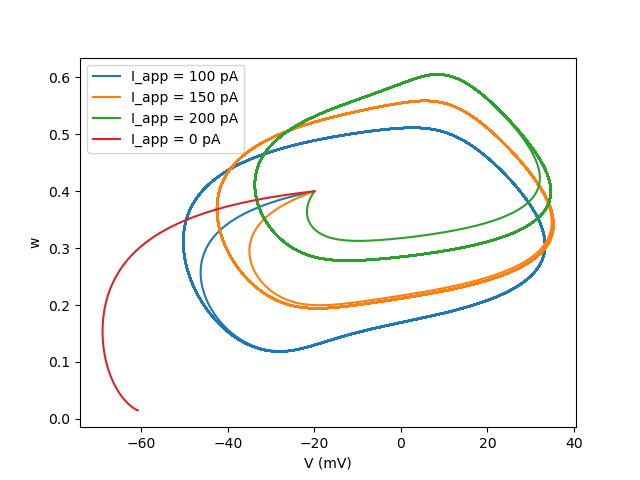 I_app = 100 pA
I_app = 150 pA
I_app = 200 pA
I_app = 0 pA
0.6
0.5
0.4
0.3
0.2
0.1
0.0
w
−60
−40
−20
0
20
40
V (mV)